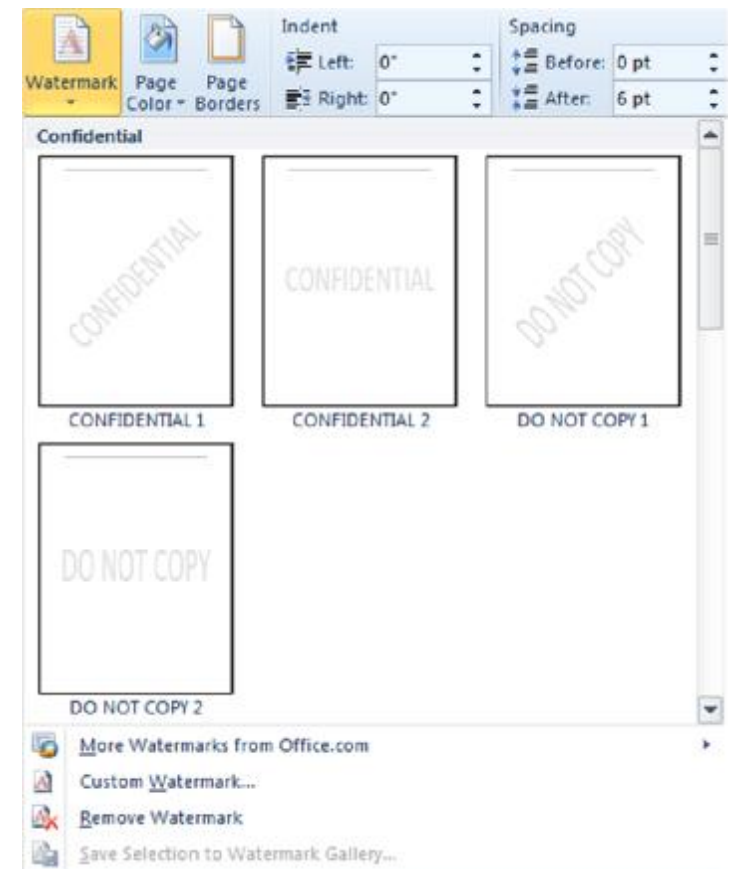 Watermark
Page Color
Page Borders
Indent
Left: 0"
Right: 0"
Spacing
Before: 0 pt
After: 6 pt
Confidential
CONFIDENTIAL
CONFIDENTIAL
DO NOT COPY
CONFIDENTIAL 1
CONFIDENTIAL 2
DO NOT COPY 1
DO NOT COPY
DO NOT COPY 2
More Watermarks from Office.com
Custom Watermark...
Remove Watermark
Save Selection to Watermark Gallery...